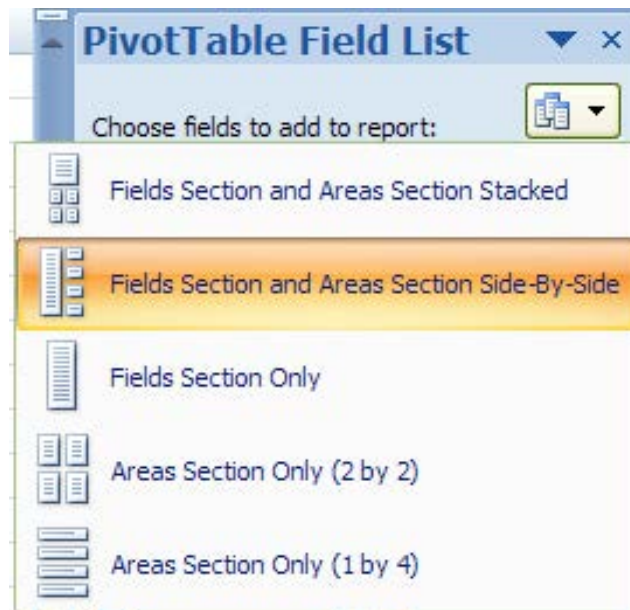 PivotTable Field List
Choose fields to add to report:
Fields Section and Areas Section Stacked
Fields Section and Areas Section Side-By-Side
Fields Section Only
Areas Section Only (2 by 2)
Areas Section Only (1 by 4)